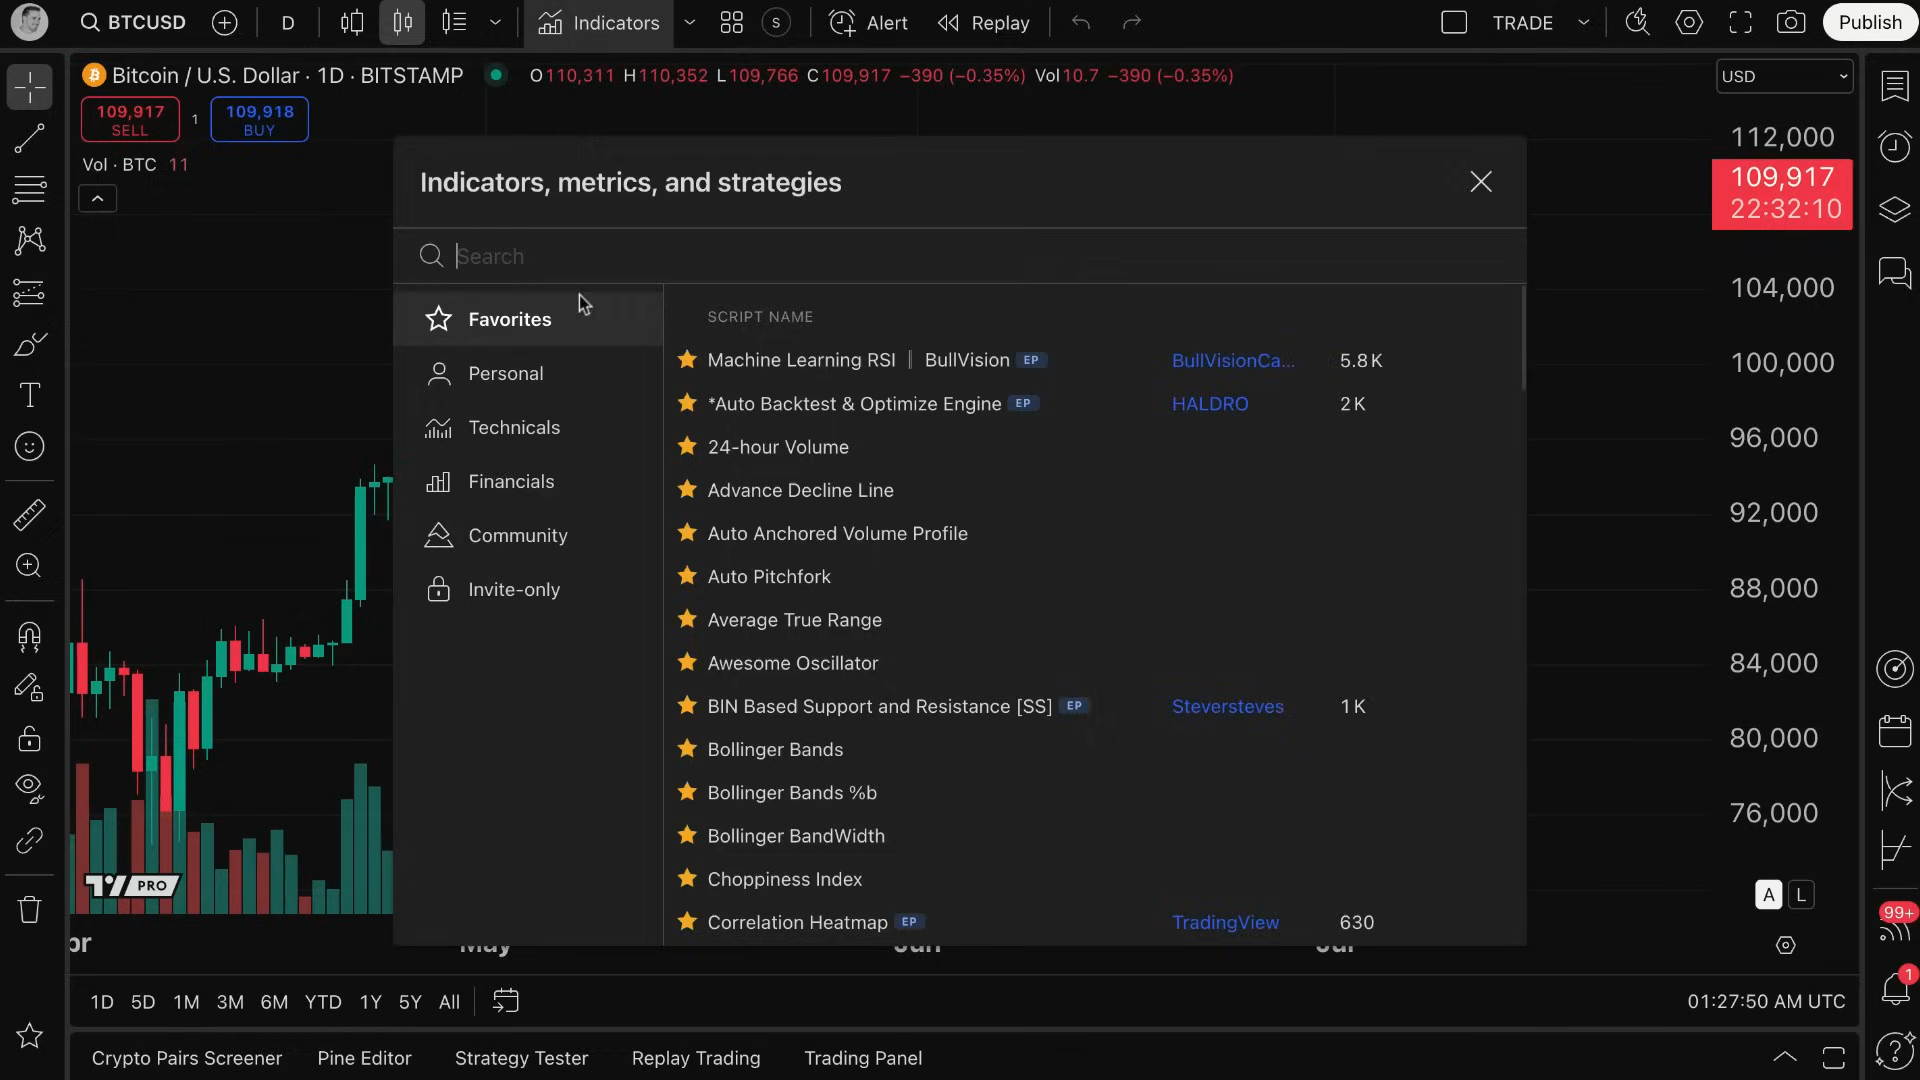 BTCUSD D Indicators S Alert Replay TRADE Publish
Bitcoin / U.S. Dollar · 1D · BITSTAMP O110,311 H110,352 L109,766 C109,917 −390 (−0.35%) Vol10.7 −390 (−0.35%) USD
109,917 SELL 1 109,918 BUY
Vol · BTC 11
Indicators, metrics, and strategies
Search
Favorites
Personal
Technicals
Financials
Community
Invite-only
SCRIPT NAME
Machine Learning RSI ║ BullVision EP BullVisionCa... 5.8K
*Auto Backtest & Optimize Engine EP HALDRO 2K
24-hour Volume
Advance Decline Line
Auto Anchored Volume Profile
Auto Pitchfork
Average True Range
Awesome Oscillator
BIN Based Support and Resistance [SS] EP Steversteves 1K
Bollinger Bands
Bollinger Bands %b
Bollinger BandWidth
Choppiness Index
Correlation Heatmap EP TradingView 630
112,000
109,917
22:32:10
104,000
100,000
96,000
92,000
88,000
84,000
80,000
76,000
A L
99+
1
PRO
pr May Jun Jul
1D 5D 1M 3M 6M YTD 1Y 5Y All 01:27:50 AM UTC
Crypto Pairs Screener Pine Editor Strategy Tester Replay Trading Trading Panel